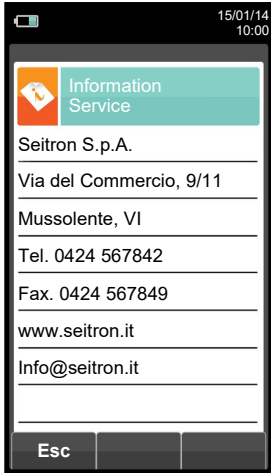 15/01/14
10:00
Information
Service
Seitron S.p.A.
Via del Commercio, 9/11
Mussolente, VI
Tel. 0424 567842
Fax. 0424 567849
www.seitron.it
Info@seitron.it
Esc